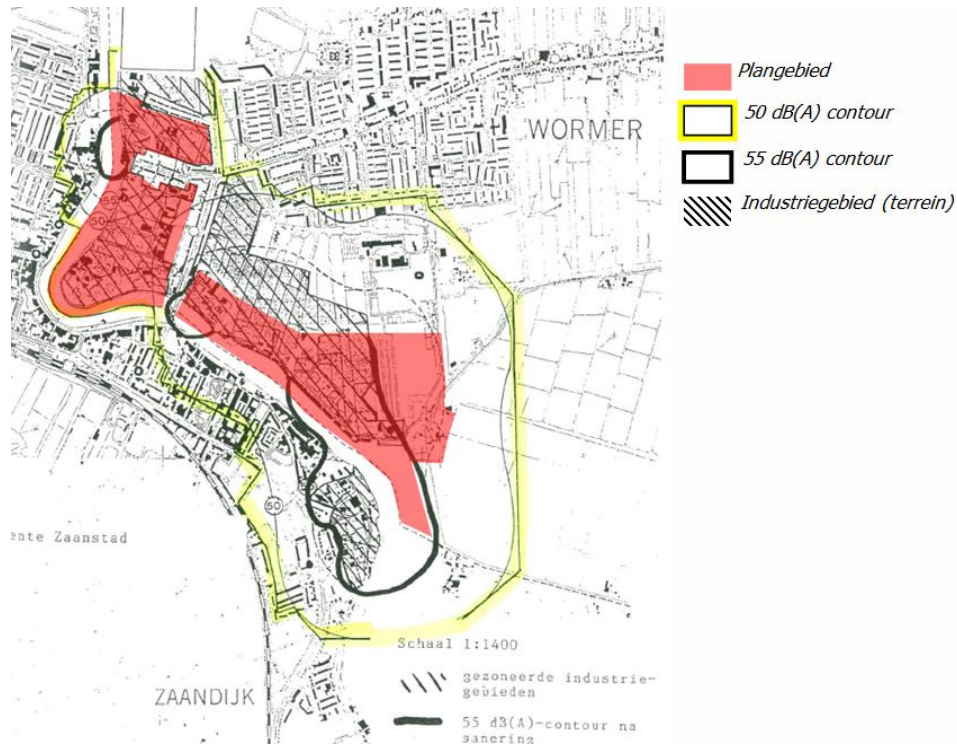 Plangebied
50 dB(A) contour
55 dB(A) contour
Industriegebied (terrein)
WORMER
50
ente Zaanstad
Schaal 1:1400
gezoneerde industrie-
gebieden
55 dB(A)-contour na
sanering
ZAANDIJK